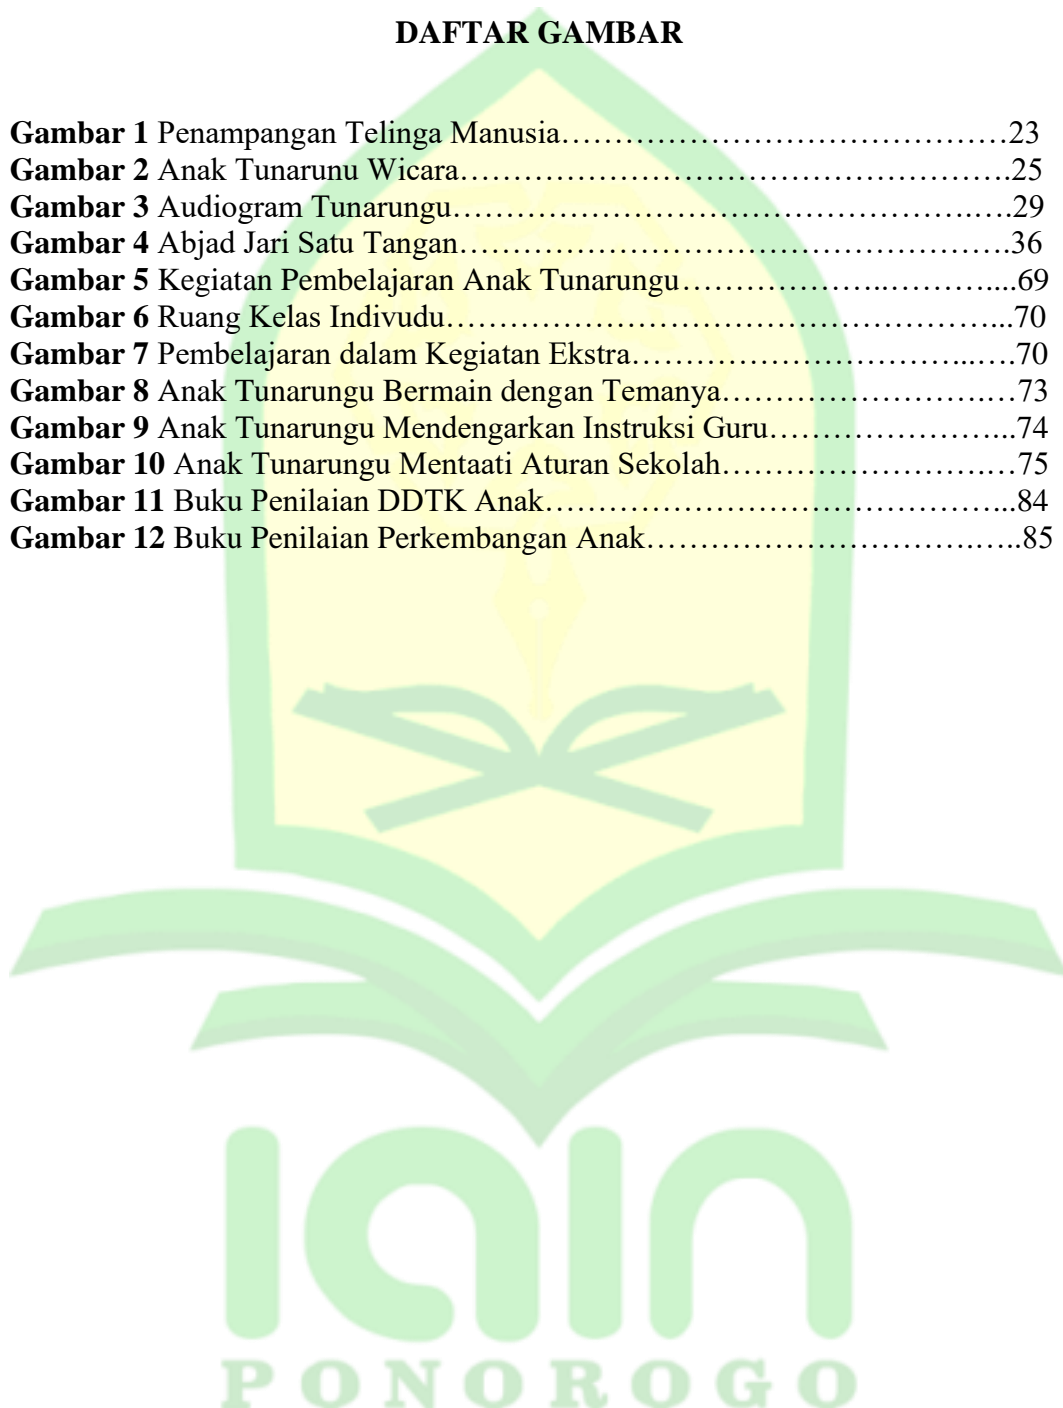 DAFTAR GAMBAR
Gambar 1 Penampangan Telinga Manusia……………………………………………23
Gambar 2 Anak Tunarunu Wicara……………………………………………………….25
Gambar 3 Audiogram Tunarungu………………………………………………….….29
Gambar 4 Abjad Jari Satu Tangan……………………………………………………….36
Gambar 5 Kegiatan Pembelajaran Anak Tunarungu………………..………....69
Gambar 6 Ruang Kelas Indivudu……………………………………………………...70
Gambar 7 Pembelajaran dalam Kegiatan Ekstra………………………………...….70
Gambar 8 Anak Tunarungu Bermain dengan Temanya……………………………73
Gambar 9 Anak Tunarungu Mendengarkan Instruksi Guru……………………...74
Gambar 10 Anak Tunarungu Mentaati Aturan Sekolah……………………………75
Gambar 11 Buku Penilaian DDTK Anak……………………………………………...84
Gambar 12 Buku Penilaian Perkembangan Anak……………………………….…..85
iain
PONOROGO